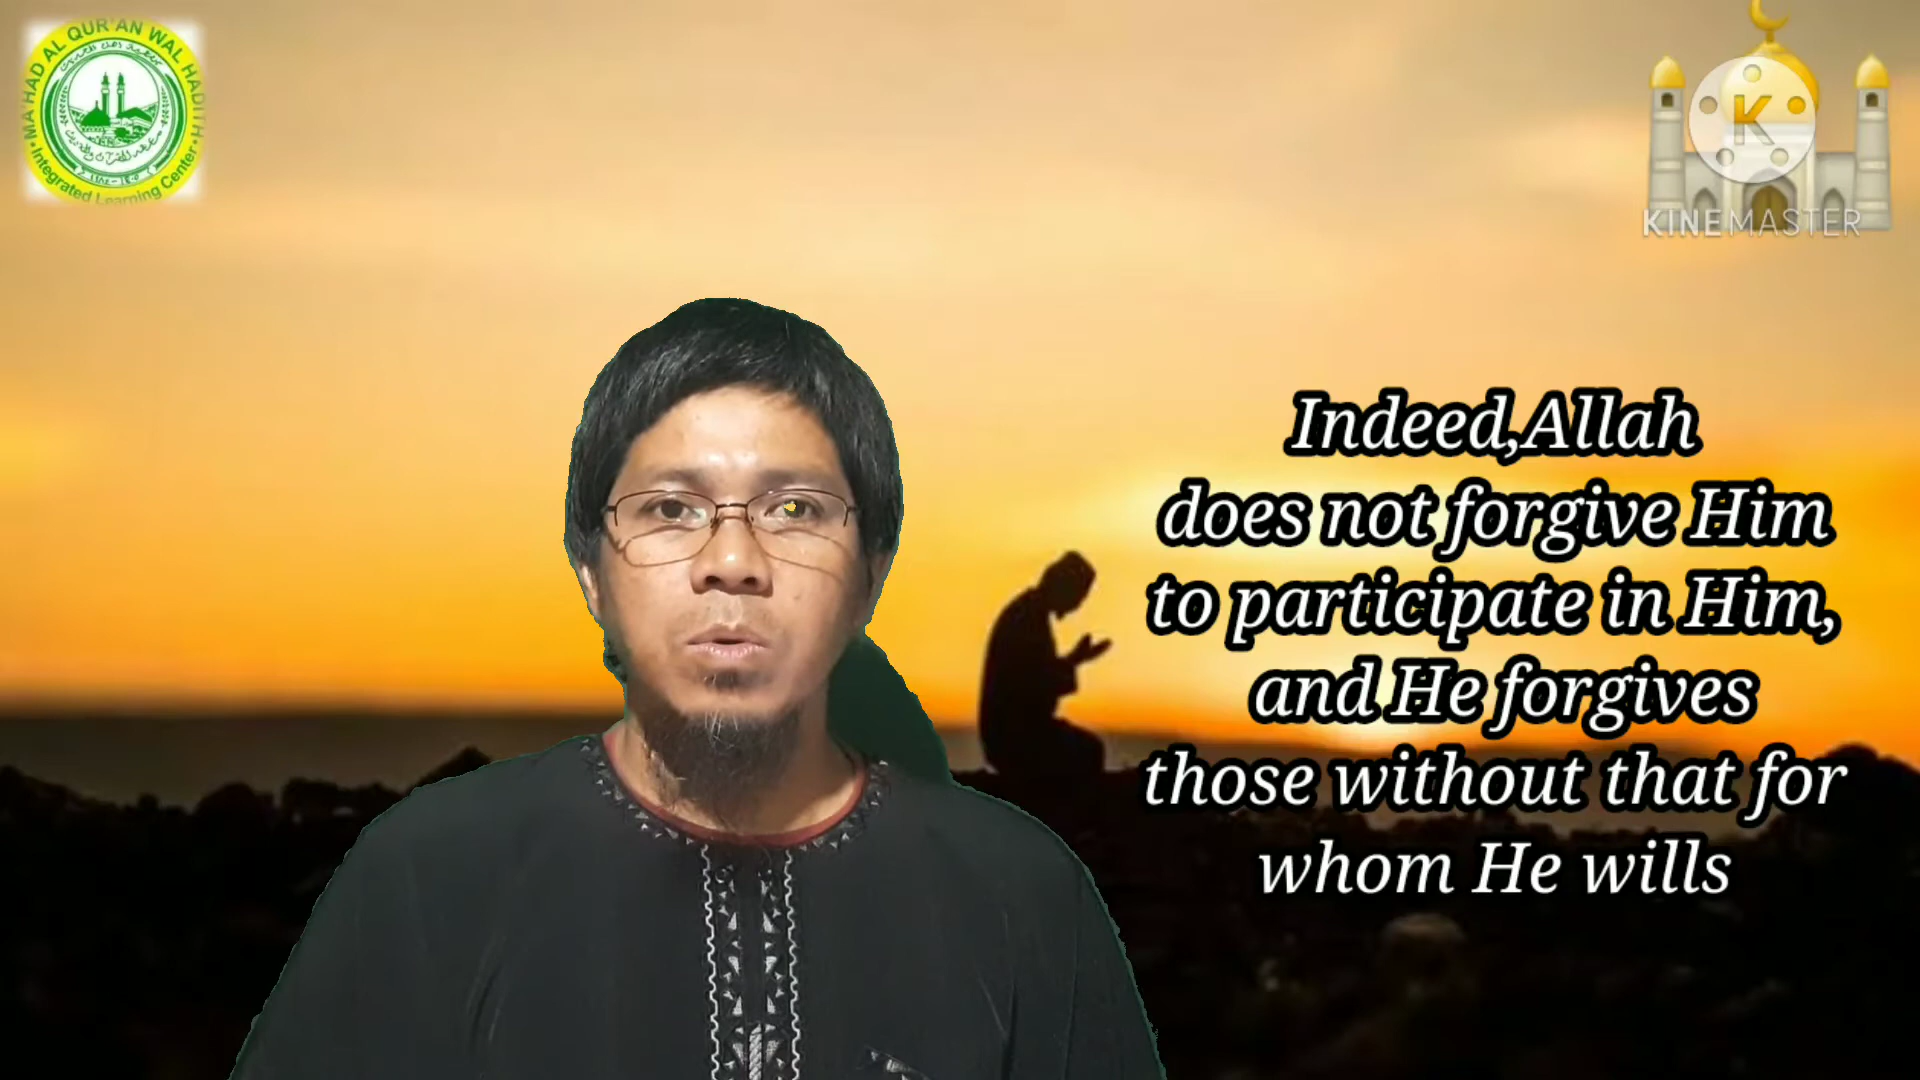 MA'HAD AL QUR'AN WAL HADITH
Integrated Learning Center
K
KINEMASTER
Indeed,Allah
does not forgive Him
to participate in Him,
and He forgives
those without that for
whom He wills